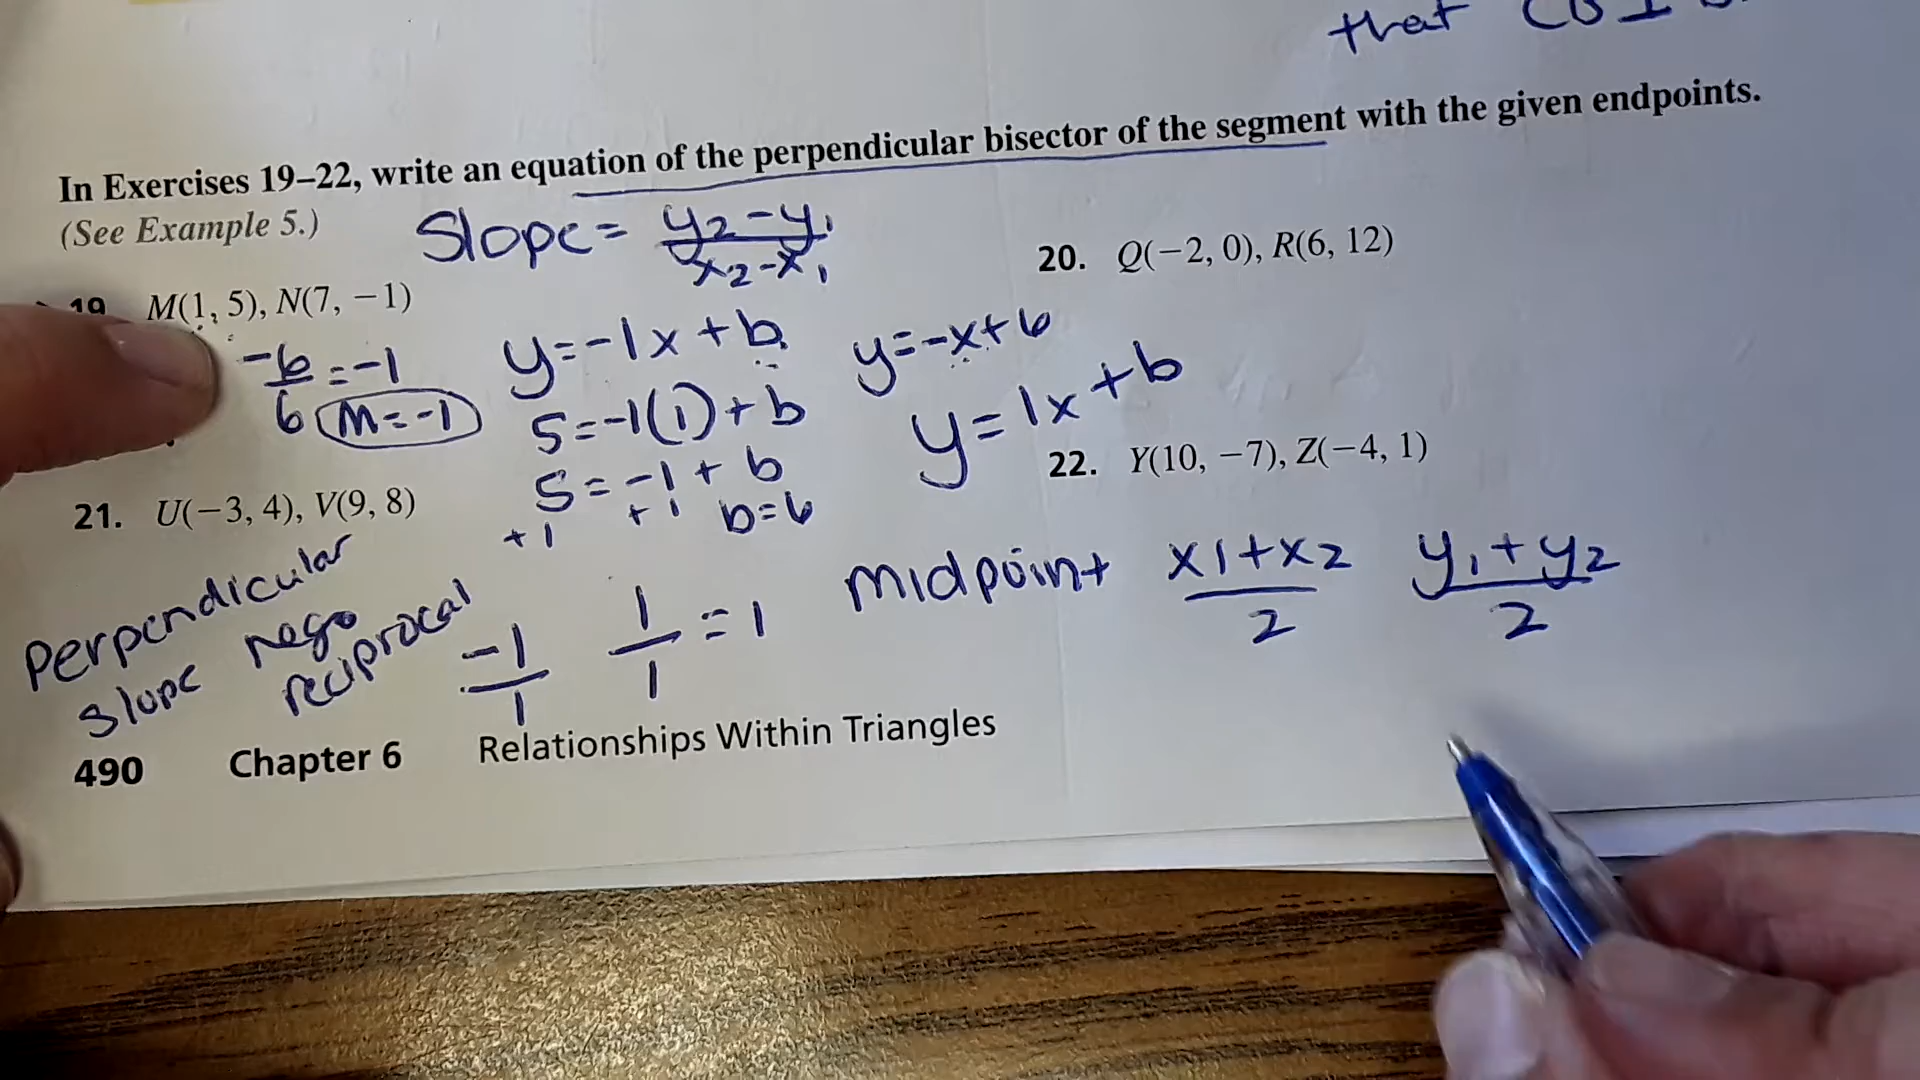 that
In Exercises 19–22, write an equation of the perpendicular bisector of the segment with the given endpoints.
(See Example 5.)
Slope = y2-y1 / x2-x1
19 M(1, 5), N(7, −1)
20. Q(−2, 0), R(6, 12)
-6/6 = -1
m=-1
y=-1x+b
5=-1(1)+b
5=-1+b
+1 +1 b=6
y=-x+6
y=1x+b
21. U(−3, 4), V(9, 8)
22. Y(10, −7), Z(−4, 1)
Perpendicular
slope
reciprocal
-1/1 1/1 = 1
midpoint x1+x2 / 2 y1+y2 / 2
490 Chapter 6 Relationships Within Triangles